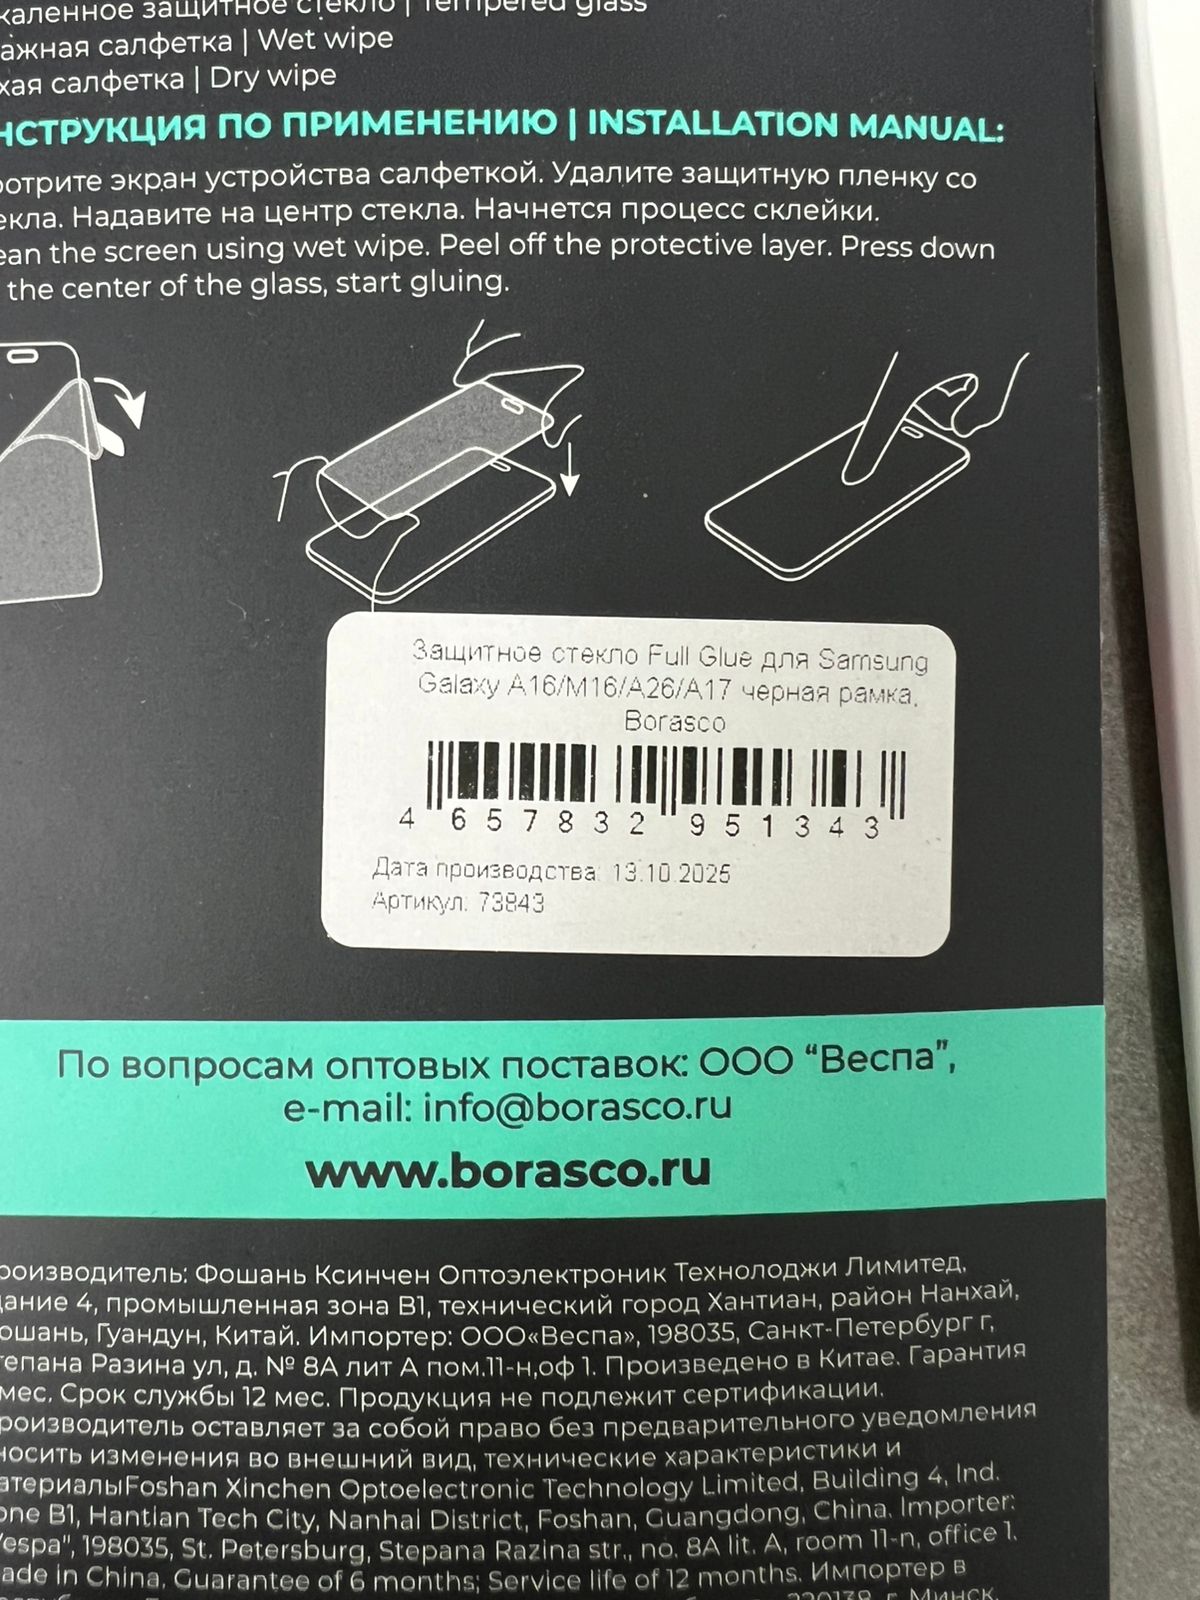 каленное защитное стекло | Tempered glass
ажная салфетка | Wet wipe
хая салфетка | Dry wipe
НСТРУКЦИЯ ПО ПРИМЕНЕНИЮ | INSTALLATION MANUAL:
отрите экран устройства салфеткой. Удалите защитную пленку со
екла. Надавите на центр стекла. Начнется процесс склейки.
ean the screen using wet wipe. Peel off the protective layer. Press down
the center of the glass, start gluing.
Защитное стекло Full Glue для Samsung
Galaxy A16/M16/A26/A17 черная рамка,
Borasco
4 657832 951343
Дата производства: 13.10.2025
Артикул: 73843
По вопросам оптовых поставок: ООО “Веспа”,
e-mail: info@borasco.ru
www.borasco.ru
роизводитель: Фошань Ксинчен Оптоэлектроник Технолоджи Лимитед,
дание 4, промышленная зона B1, технический город Хантиан, район Нанхай,
ошань, Гуандун, Китай. Импортер: ООО«Веспа», 198035, Санкт-Петербург г,
тепана Разина ул, д. № 8А лит А пом.11-н,оф 1. Произведено в Китае. Гарантия
мес. Срок службы 12 мес. Продукция не подлежит сертификации.
роизводитель оставляет за собой право без предварительного уведомления
носить изменения во внешний вид, технические характеристики и
атериалыFoshan Xinchen Optoelectronic Technology Limited, Building 4, Ind.
one B1, Hantian Tech City, Nanhai District, Foshan, Guangdong, China. Importer:
Vespa", 198035, St. Petersburg, Stepana Razina str., no. 8A lit. A, room 11-n, office 1.
ade in China. Guarantee of 6 months; Service life of 12 months. Импортер в
220138, г. Минск,